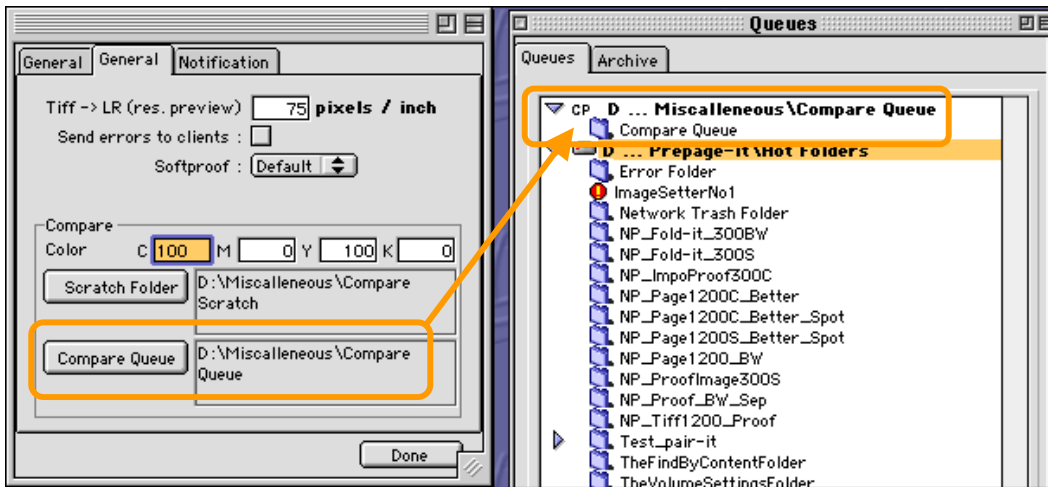 General General Notification
Tiff -> LR (res. preview) 75 pixels / inch
Send errors to clients :
Softproof : Default
Compare
Color C 100 M 0 Y 100 K 0
Scratch Folder D:\Miscalleneous\Compare
Scratch
Compare Queue D:\Miscalleneous\Compare
Queue
Done
Queues
Queues Archive
CP D ... Miscalleneous\Compare Queue
Compare Queue
D ... Prepage-it\Hot Folders
Error Folder
ImageSetterNo1
Network Trash Folder
NP_Fold-it_300BW
NP_Fold-it_300S
NP_ImpoProof300C
NP_Page1200C_Better
NP_Page1200C_Better_Spot
NP_Page1200S_Better_Spot
NP_Page1200_BW
NP_ProofImage300S
NP_Proof_BW_Sep
NP_Tiff1200_Proof
Test_pair-it
TheFindByContentFolder
TheVolumeSettingsFolder